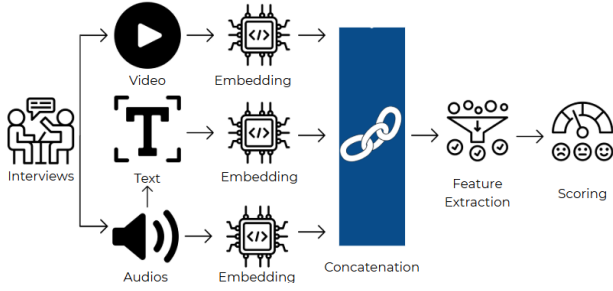 Video
Embedding
Interviews
Text
Embedding
Feature
Extraction
Scoring
Audios
Embedding
Concatenation